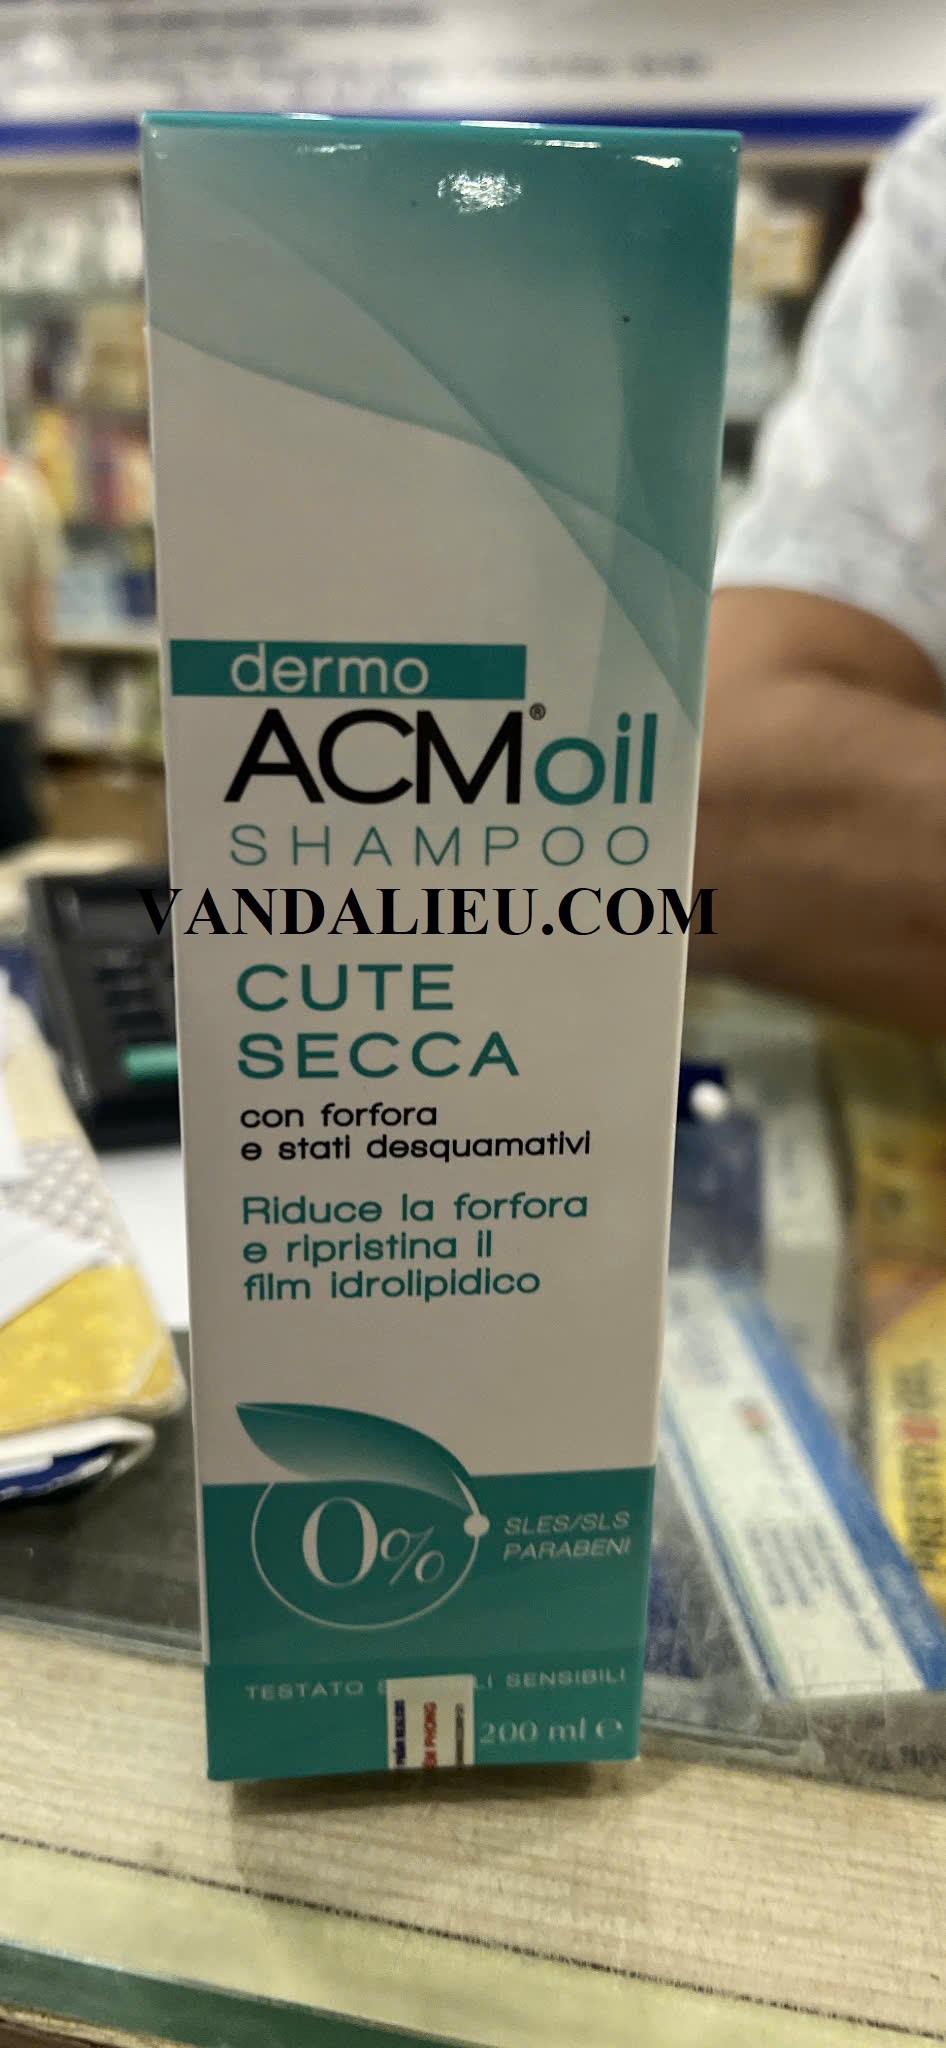 dermo
ACM®oil
SHAMPOO
VANDALIEU.COM
CUTE
SECCA
con forfora
e stati desquamativi
Riduce la forfora
e ripristina il
film idrolipidico
0%
SLES/SLS
PARABENI
TESTATO
SENSIBILI
200 ml e